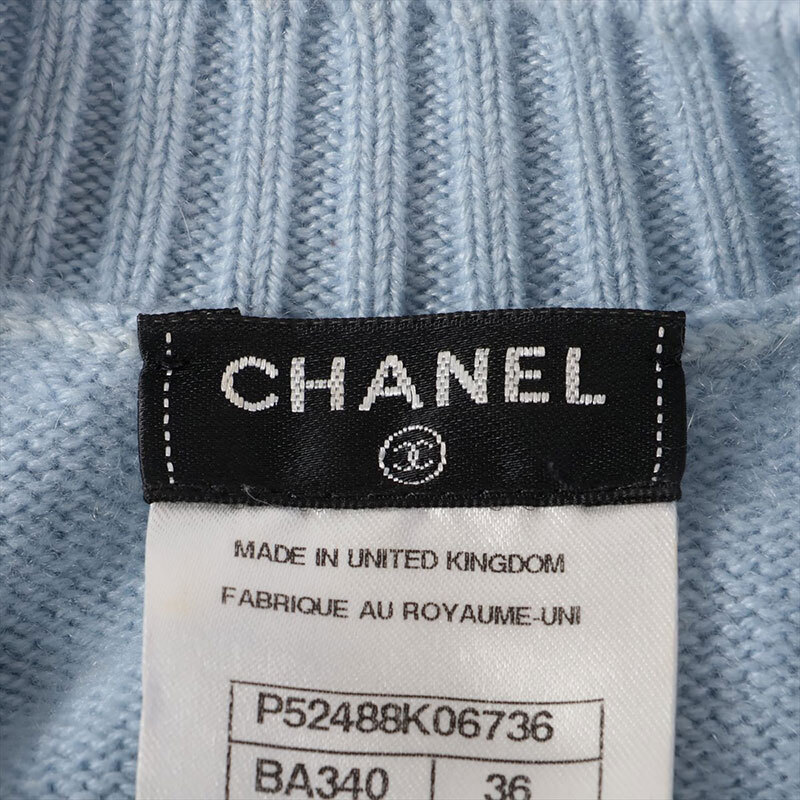 CHANEL
MADE IN UNITED KINGDOM
FABRIQUE AU ROYAUME-UNI
P52488K06736
BA340 36